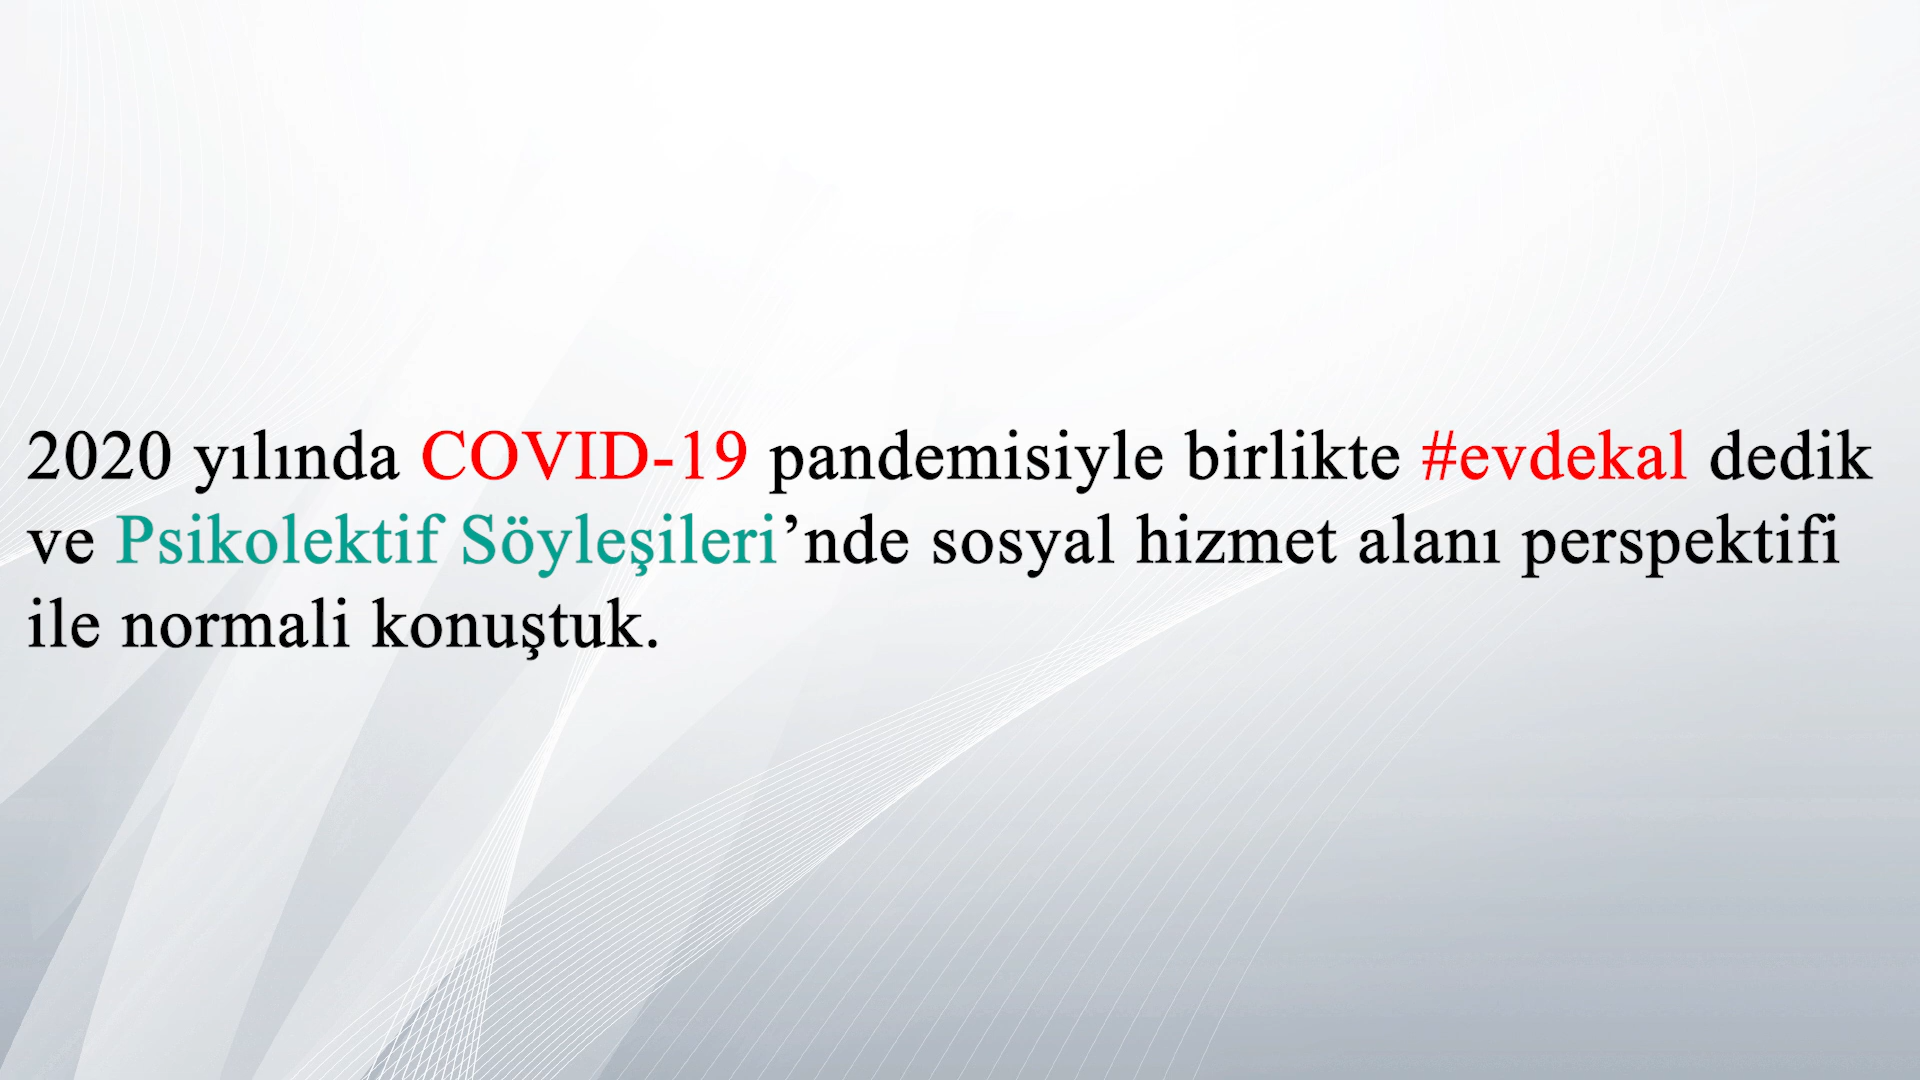 2020 yılında COVID-19 pandemisiyle birlikte #evdekal dedik
ve Psikolektif Söyleşileri’nde sosyal hizmet alanı perspektifi
ile normali konuştuk.